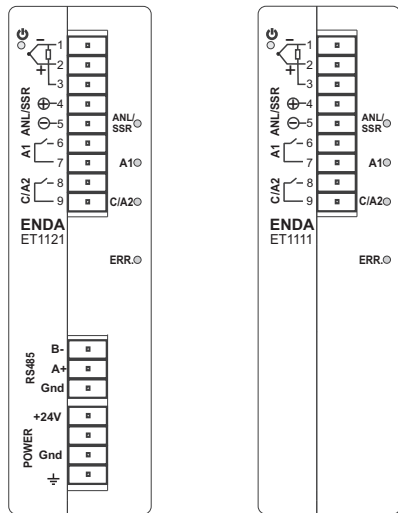 1
2
3
ANL/SSR
4
5
ANL/
SSR
A1
6
7
A1
C/A2
8
9
C/A2
ENDA
ET1121
ERR.
RS485
B-
A+
Gnd
POWER
+24V
Gnd
1
2
3
ANL/SSR
4
5
ANL/
SSR
A1
6
7
A1
C/A2
8
9
C/A2
ENDA
ET1111
ERR.